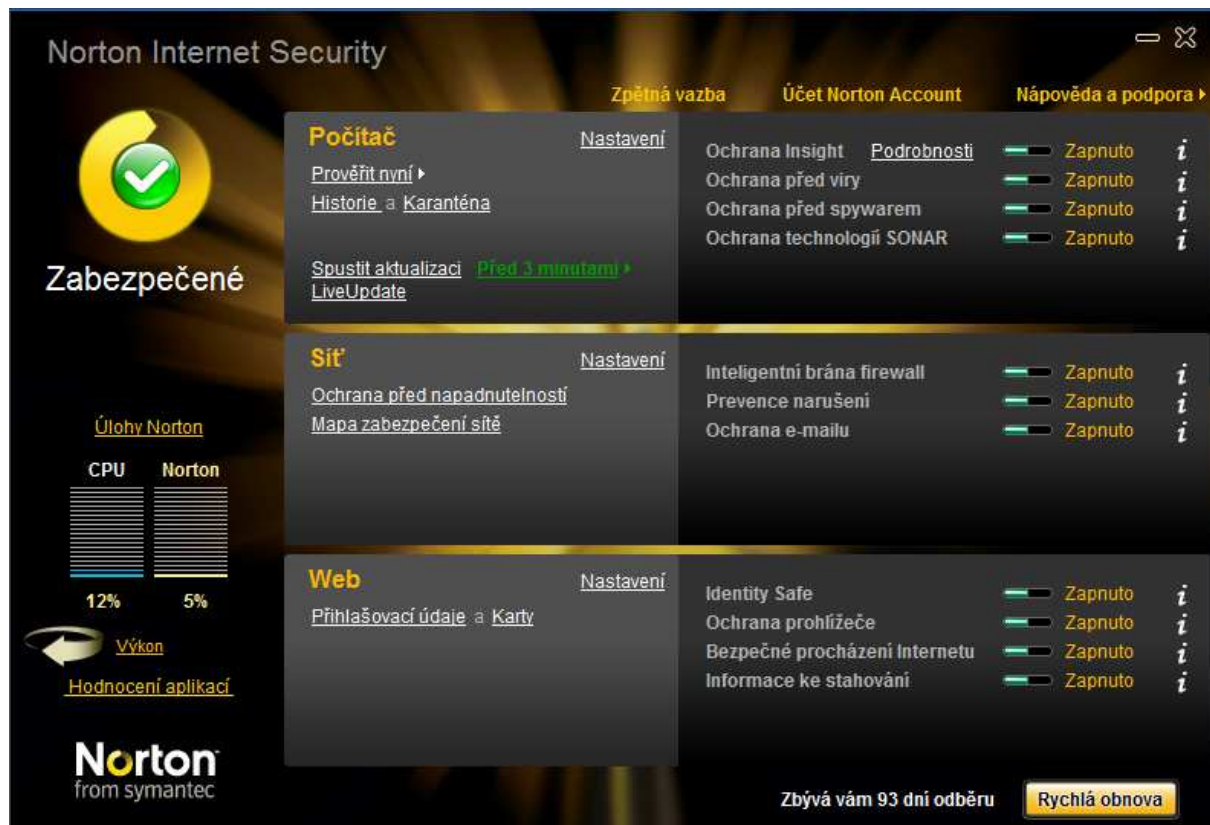 Norton Internet Security
Zpětná vazba Účet Norton Account Nápověda a podpora
Zabezpečené
Počítač Nastavení
Prověřit nyní
Historie a Karanténa
Spustit aktualizaci Před 3 minutami
LiveUpdate
Ochrana Insight Podrobnosti Zapnuto i
Ochrana před viry Zapnuto i
Ochrana před spywarem Zapnuto i
Ochrana technologií SONAR Zapnuto i
Síť Nastavení
Ochrana před napadnutelností
Mapa zabezpečení sítě
Inteligentní brána firewall Zapnuto i
Prevence narušení Zapnuto i
Ochrana e-mailu Zapnuto i
Úlohy Norton
CPU Norton
12% 5%
Výkon
Hodnocení aplikací
Web Nastavení
Přihlašovací údaje a Karty
Identity Safe Zapnuto i
Ochrana prohlížeče Zapnuto i
Bezpečné procházení Internetu Zapnuto i
Informace ke stahování Zapnuto i
Norton
from symantec
Zbývá vám 93 dní odběru Rychlá obnova